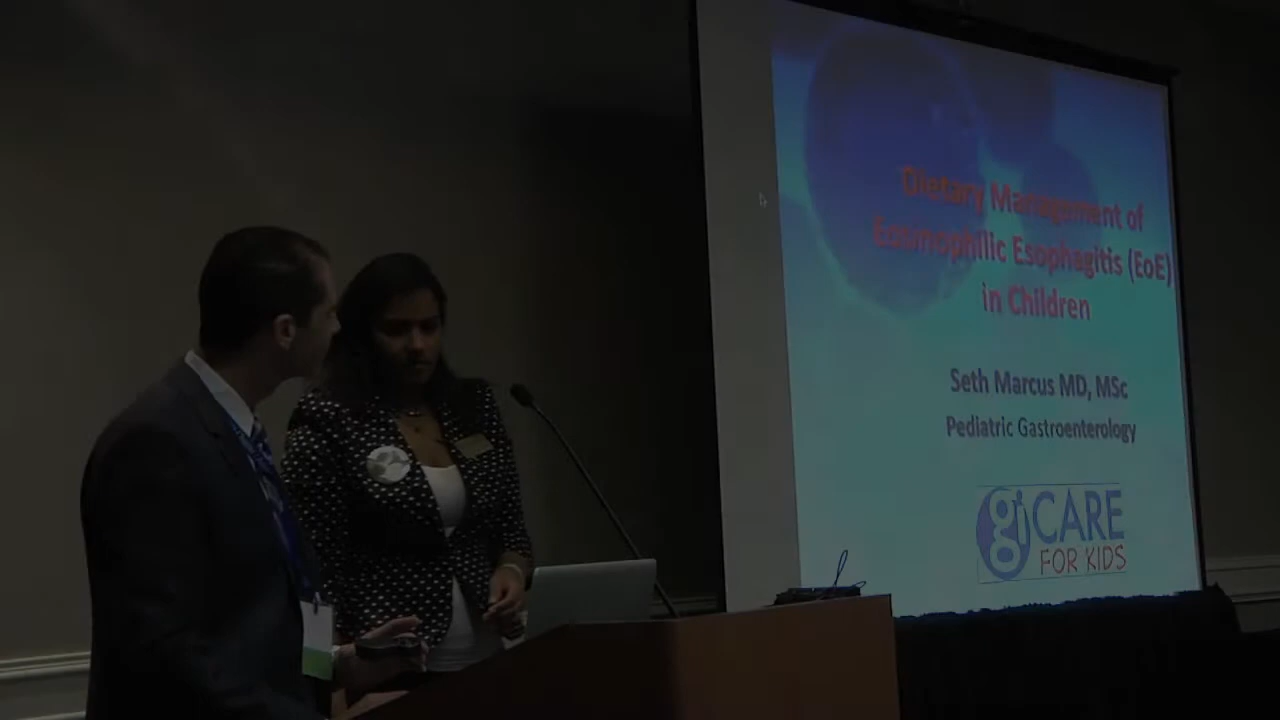 Dietary Management of
Eosinophilic Esophagitis (EoE)
in Children
Seth Marcus MD, MSc
Pediatric Gastroenterology
gi CARE
FOR KIDS